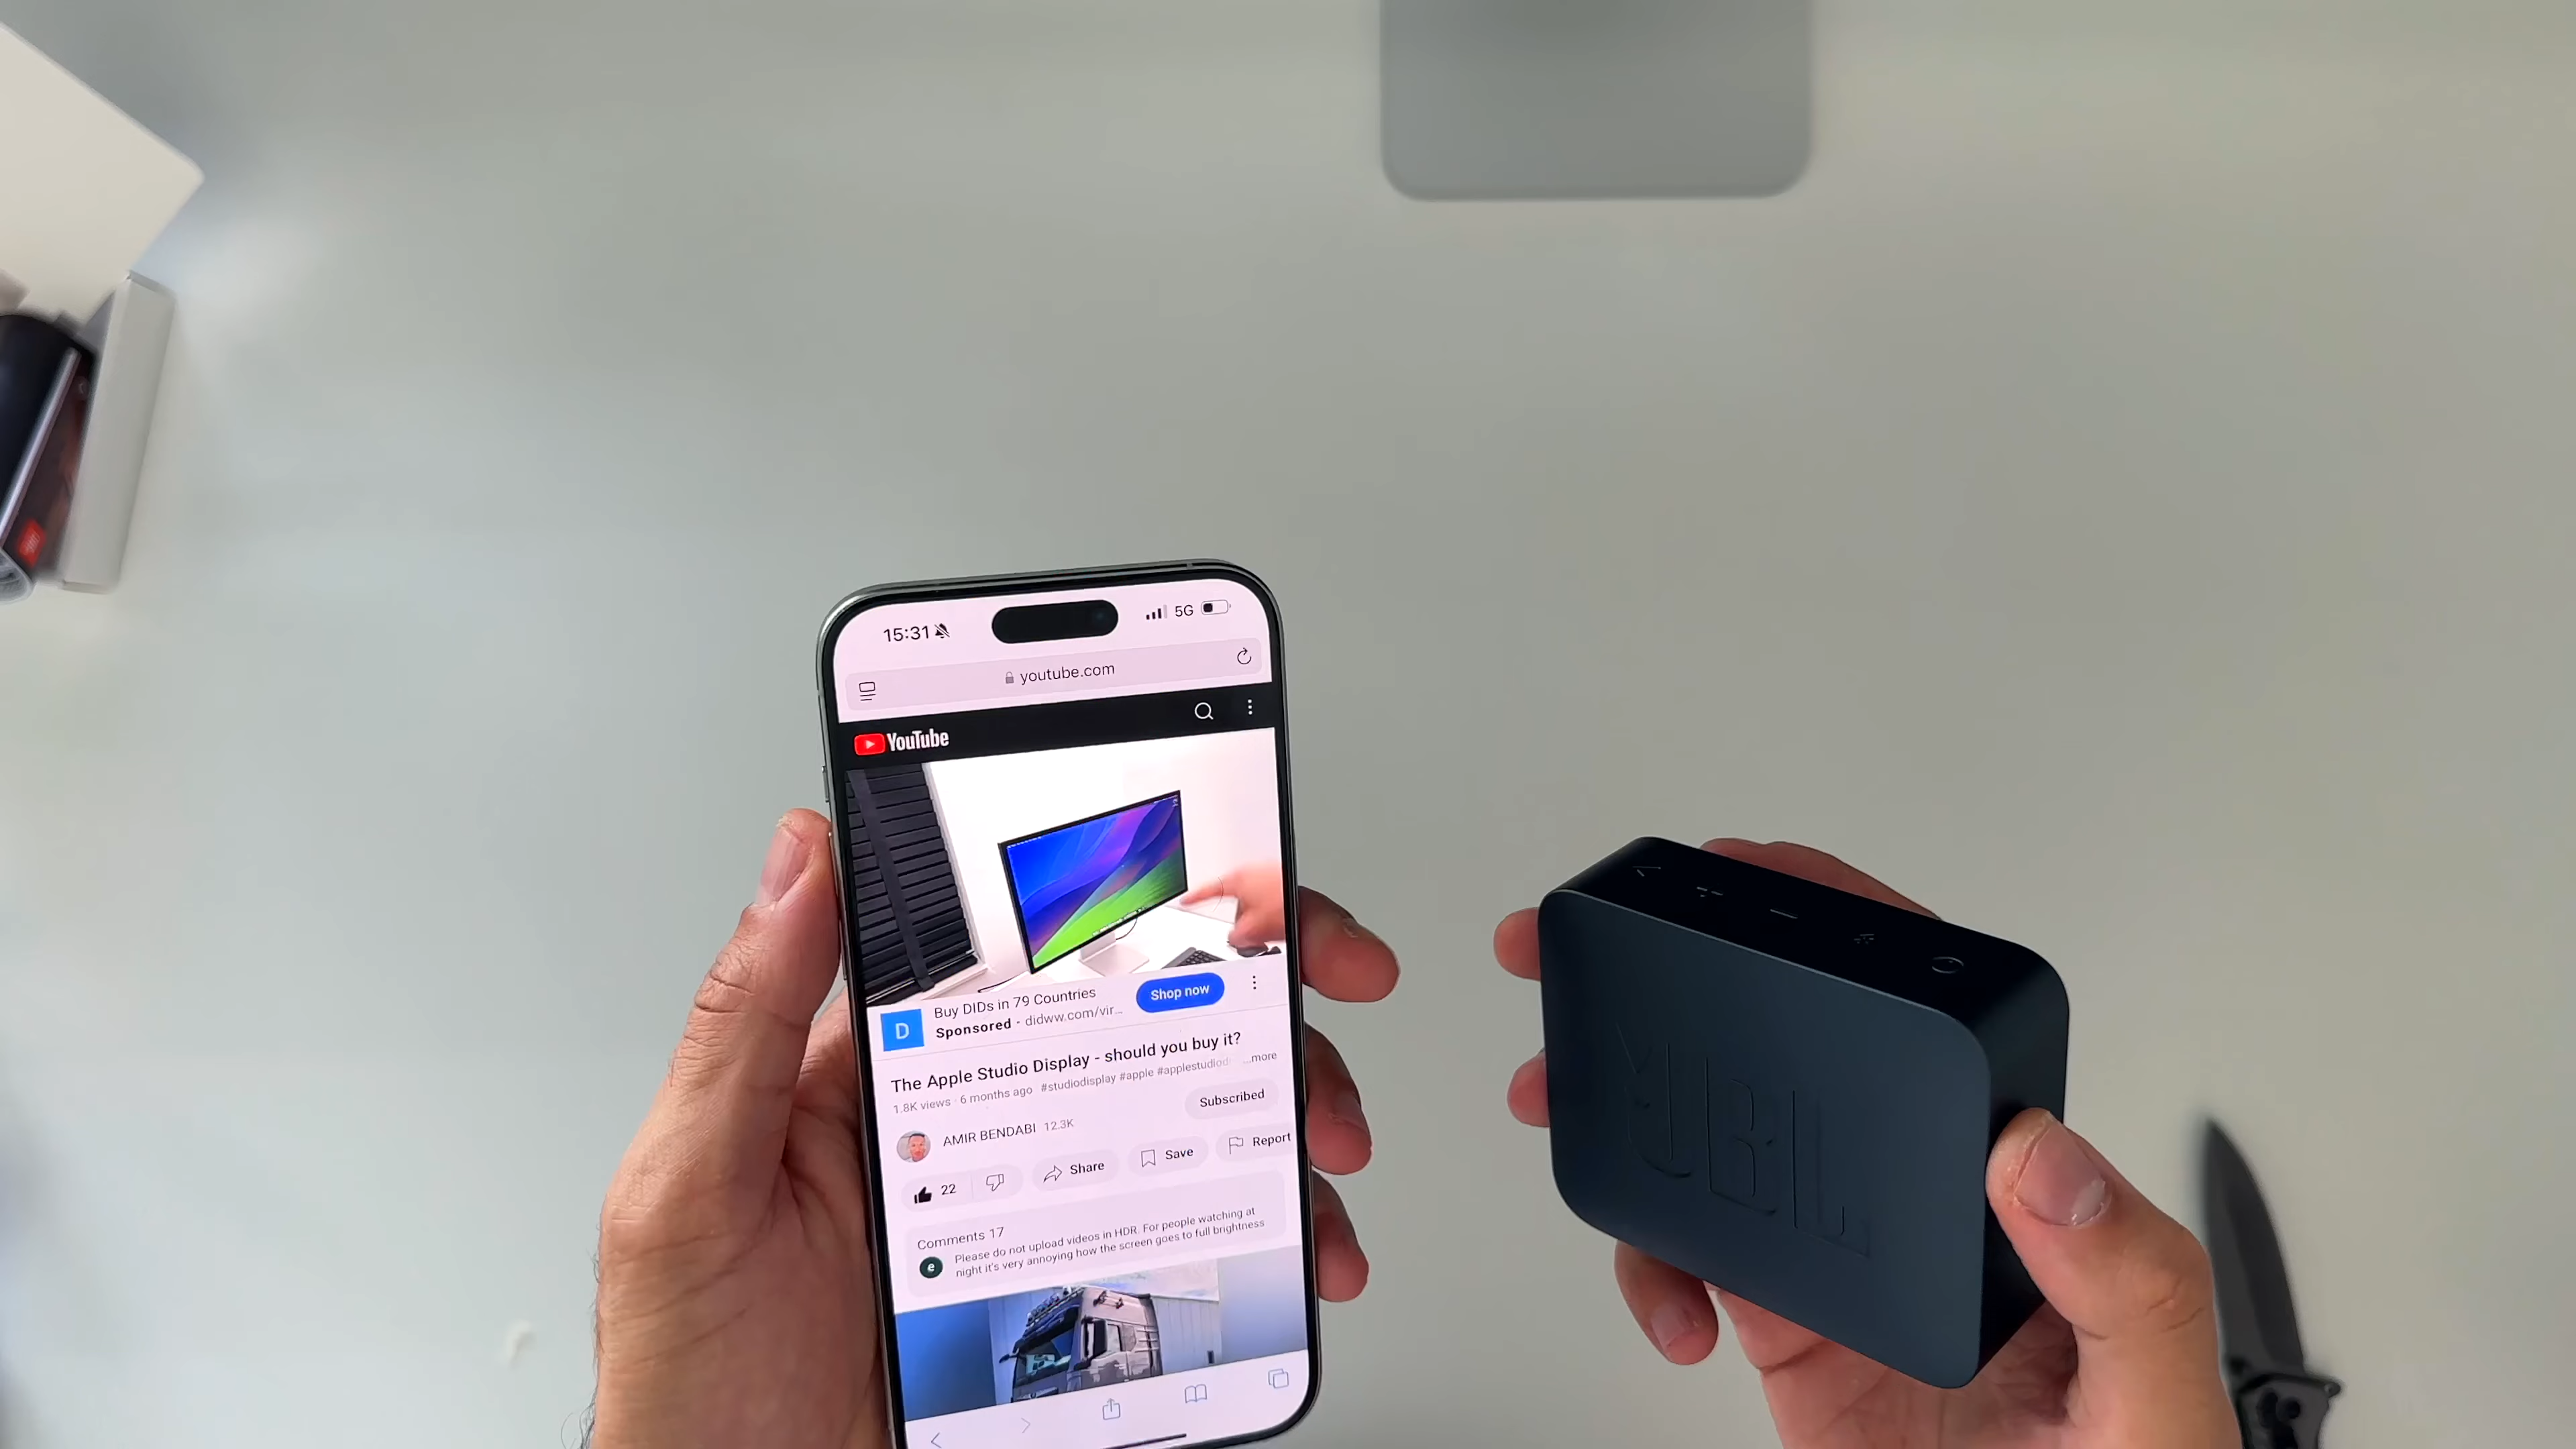 15:31
5G
youtube.com
YouTube
D
Buy DIDs in 79 Countries
Sponsored · didww.com/vir...
Shop now
The Apple Studio Display - should you buy it?
1.8K views · 6 months ago #studiodisplay #apple #applestudiod ...more
AMIR BENDABI 12.3K
Subscribed
22
Share
Save
Report
Comments 17
e
Please do not upload videos in HDR. For people watching at
night it's very annoying how the screen goes to full brightness
JBL